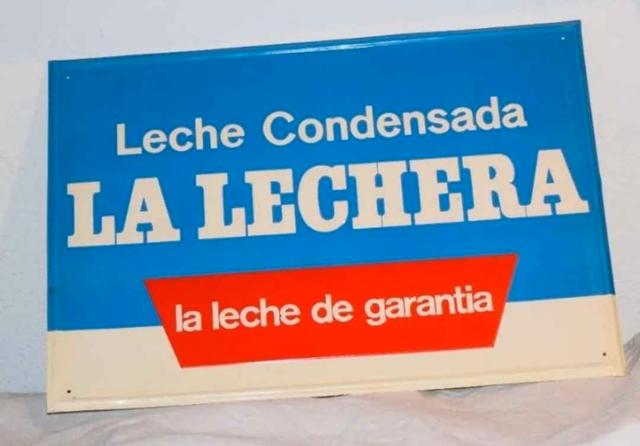 Leche Condensada
LA LECHERA
la leche de garantia